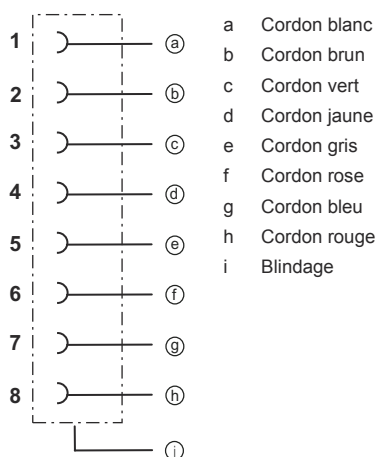 1 a
2 b
3 c
4 d
5 e
6 f
7 g
8 h
i
a Cordon blanc
b Cordon brun
c Cordon vert
d Cordon jaune
e Cordon gris
f Cordon rose
g Cordon bleu
h Cordon rouge
i Blindage